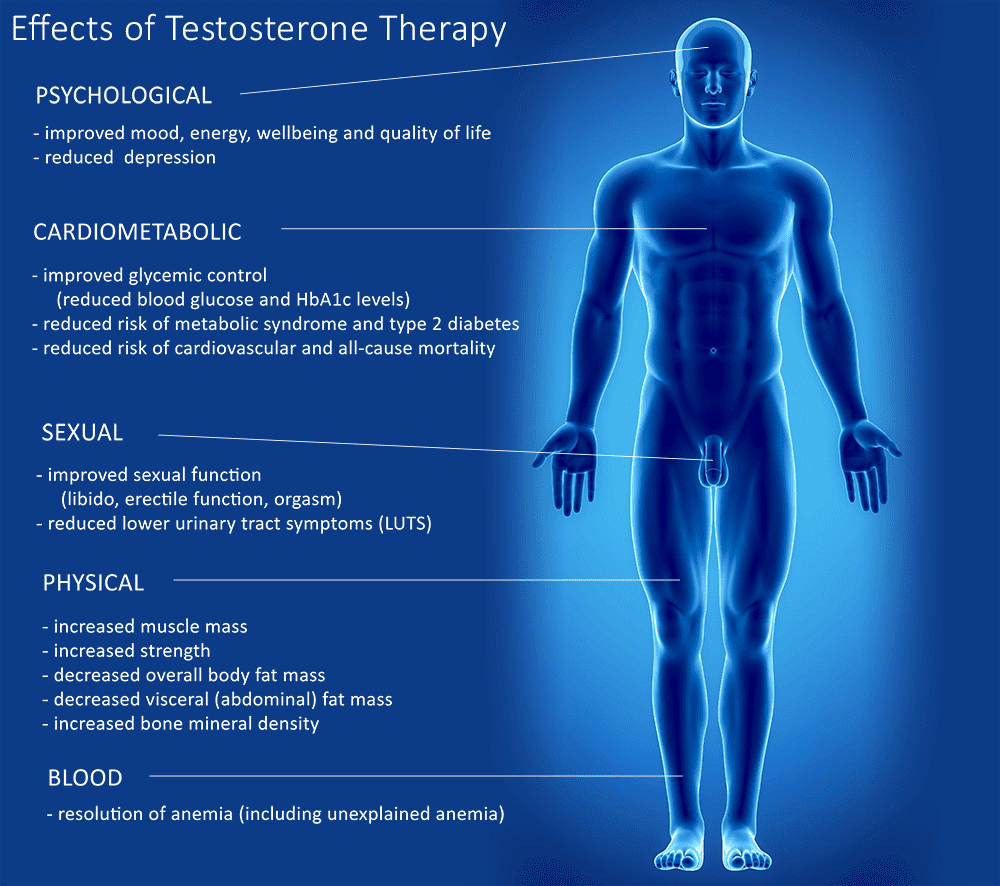 Effects of Testosterone Therapy
PSYCHOLOGICAL
- improved mood, energy, wellbeing and quality of life
- reduced depression
CARDIOMETABOLIC
- improved glycemic control
(reduced blood glucose and HbA1c levels)
- reduced risk of metabolic syndrome and type 2 diabetes
- reduced risk of cardiovascular and all-cause mortality
SEXUAL
- improved sexual function
(libido, erectile function, orgasm)
- reduced lower urinary tract symptoms (LUTS)
PHYSICAL
- increased muscle mass
- increased strength
- decreased overall body fat mass
- decreased visceral (abdominal) fat mass
- increased bone mineral density
BLOOD
- resolution of anemia (including unexplained anemia)